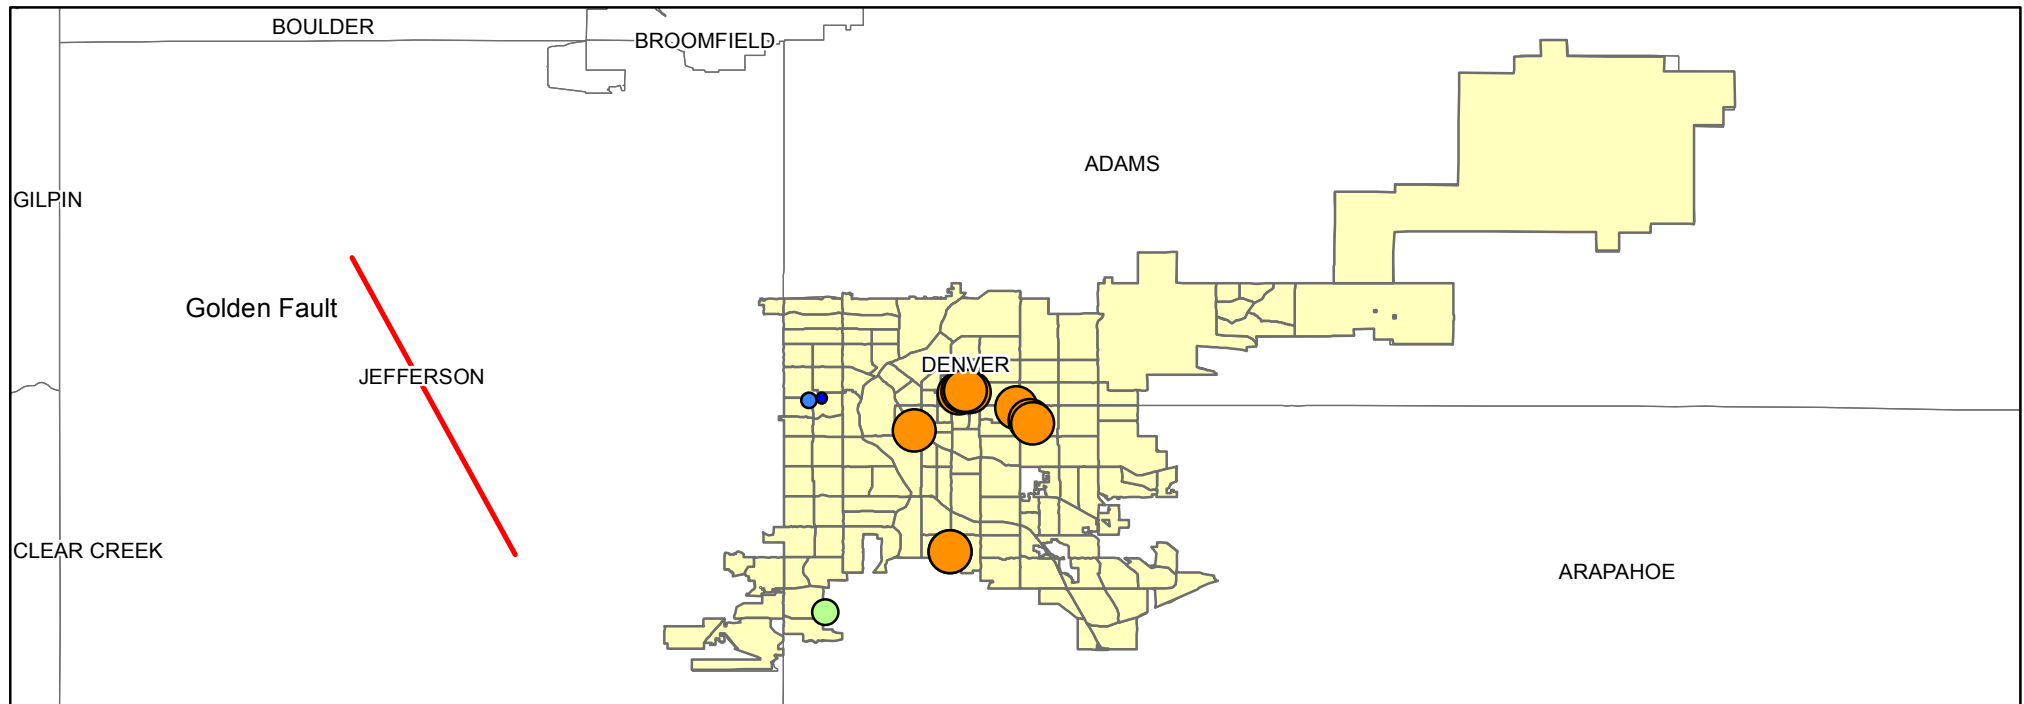 BOULDER
BROOMFIELD
ADAMS
GILPIN
Golden Fault
DENVER
JEFFERSON
CLEAR CREEK
ARAPAHOE